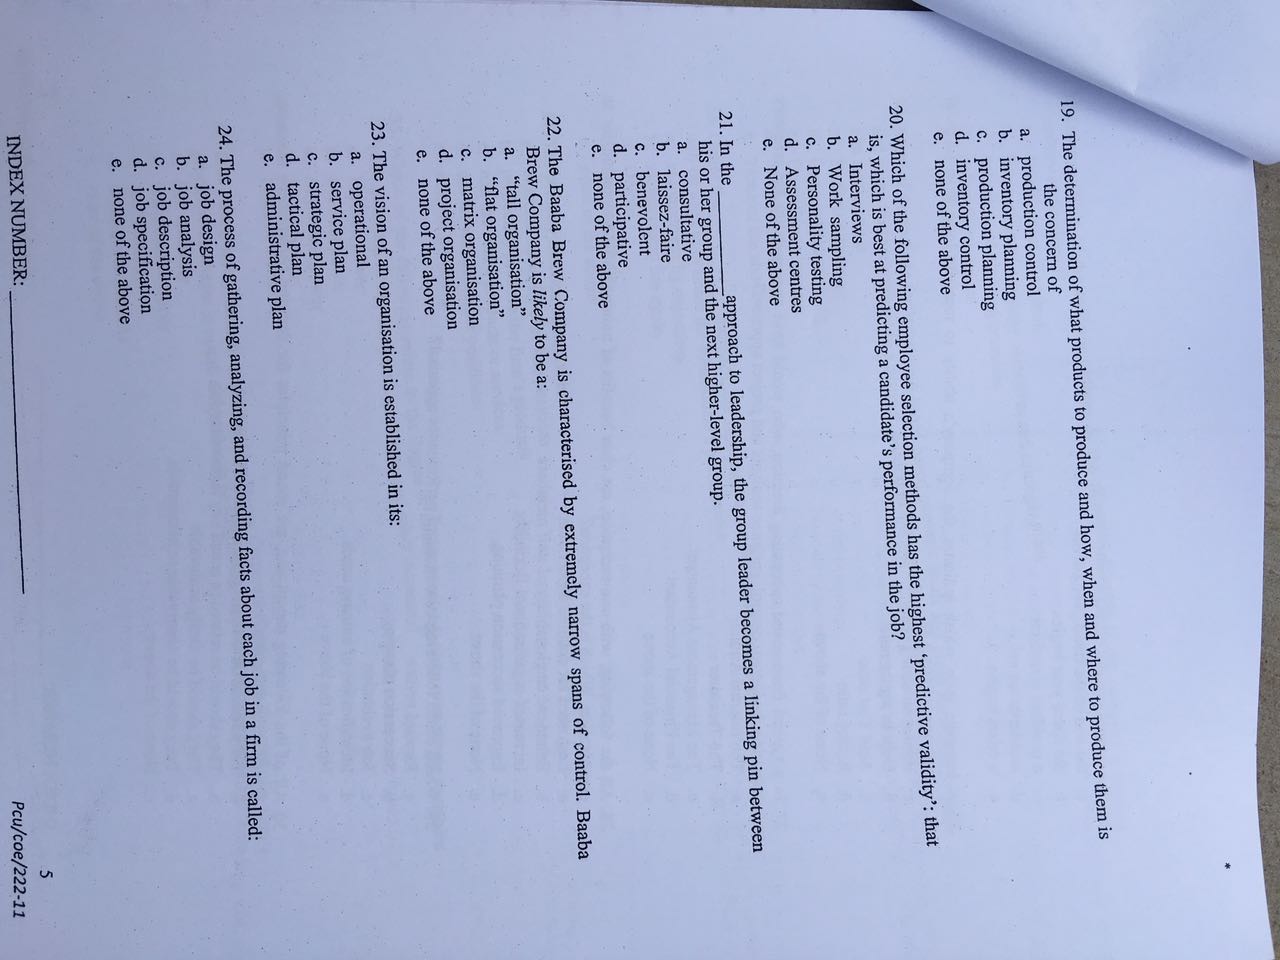 19. The determination of what products to produce and how, when and where to produce them is
the concern of
a. production control
b. inventory planning
c. production planning
d. inventory control
e. none of the above
20. Which of the following employee selection methods has the highest ‘predictive validity’: that
is, which is best at predicting a candidate’s performance in the job?
a. Interviews
b. Work sampling
c. Personality testing
d. Assessment centres
e. None of the above
21. In the __________ approach to leadership, the group leader becomes a linking pin between
his or her group and the next higher-level group.
a. consultative
b. laissez-faire
c. benevolent
d. participative
e. none of the above
22. The Baaba Brew Company is characterised by extremely narrow spans of control. Baaba
Brew Company is likely to be a:
a. “tall organisation”
b. “flat organisation”
c. matrix organisation
d. project organisation
e. none of the above
23. The vision of an organisation is established in its:
a. operational
b. service plan
c. strategic plan
d. tactical plan
e. administrative plan
24. The process of gathering, analyzing, and recording facts about each job in a firm is called:
a. job design
b. job analysis
c. job description
d. job specification
e. none of the above
5
INDEX NUMBER: ______________________________
Pcu/coe/222-11